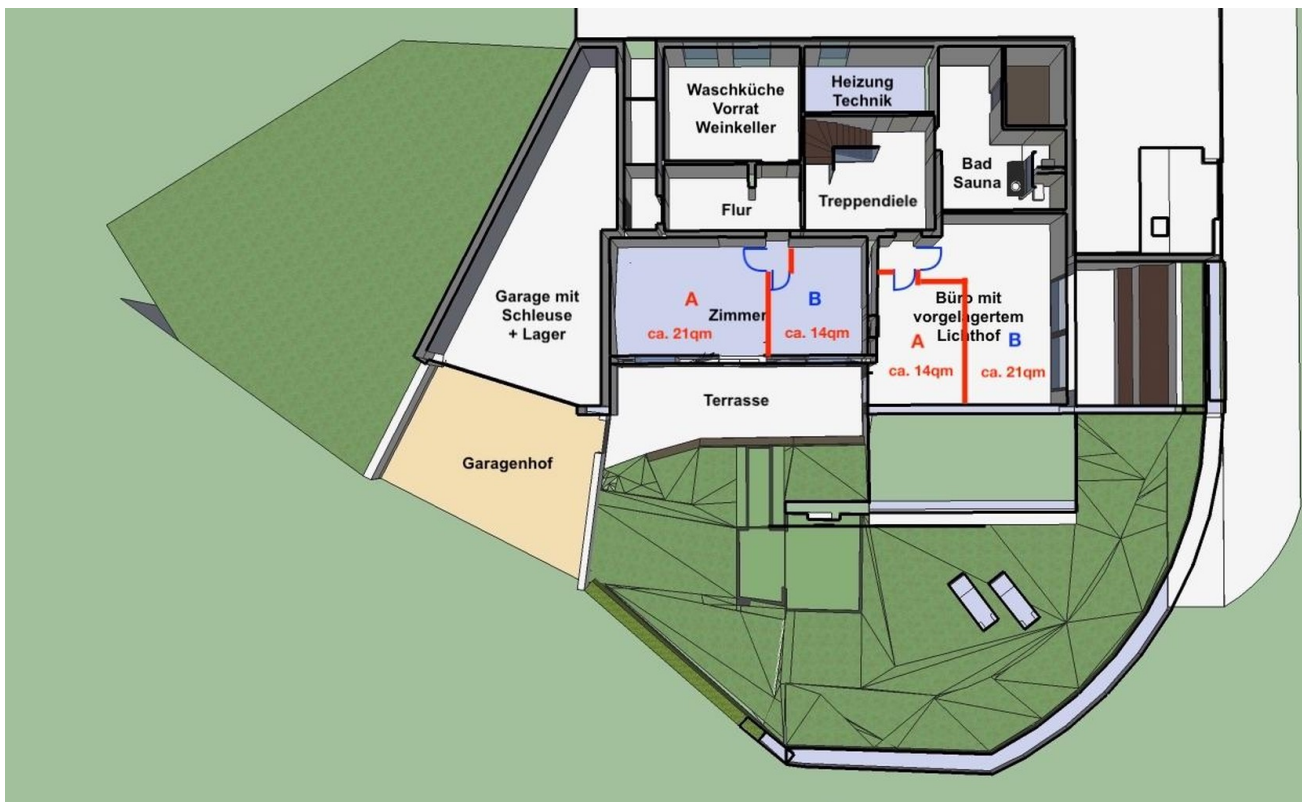 Waschküche
Vorrat
Weinkeller
Heizung
Technik
Bad
Sauna
Treppendiele
Flur
Garage mit
Schleuse
+ Lager
A
Zimmer
ca. 21qm
B
ca. 14qm
Büro mit
vorgelagertem
Lichthof
A
ca. 14qm
B
ca. 21qm
Terrasse
Garagenhof